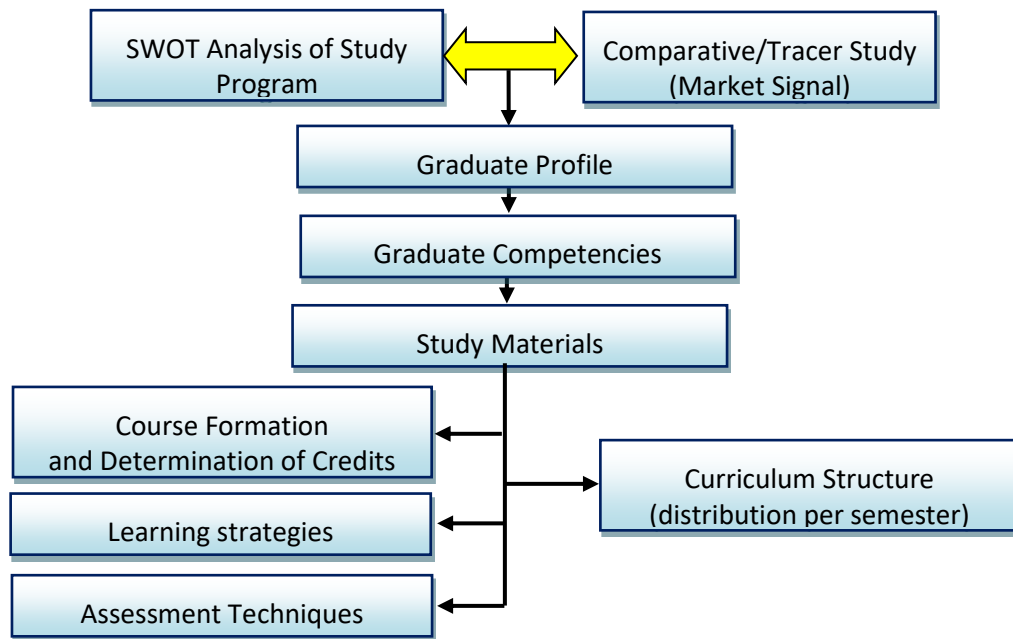 SWOT Analysis of Study
Program
Comparative/Tracer Study
(Market Signal)
Graduate Profile
Graduate Competencies
Study Materials
Course Formation
and Determination of Credits
Curriculum Structure
(distribution per semester)
Learning strategies
Assessment Techniques